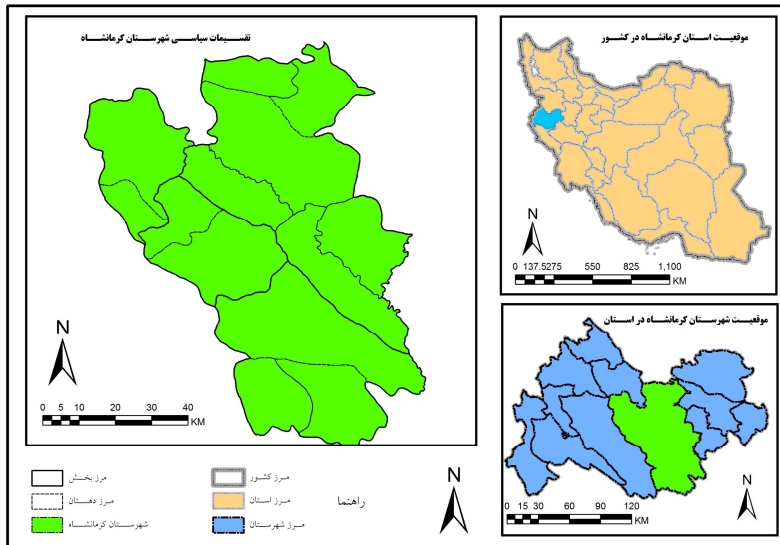 تقسیمات سیاسی شهرستان کرمانشاه
N
0 5 10 20 30 40
KM
موقعیت استان کرمانشاه در کشور
N
0 137.5275 550 825 1,100
KM
موقعیت شهرستان کرمانشاه در استان
N
0 15 30 60 90 120
KM
راهنما
مرز کشور
مرز بخش
مرز استان
مرز دهستان
مرز شهرستان
شهرستان کرمانشاه
N